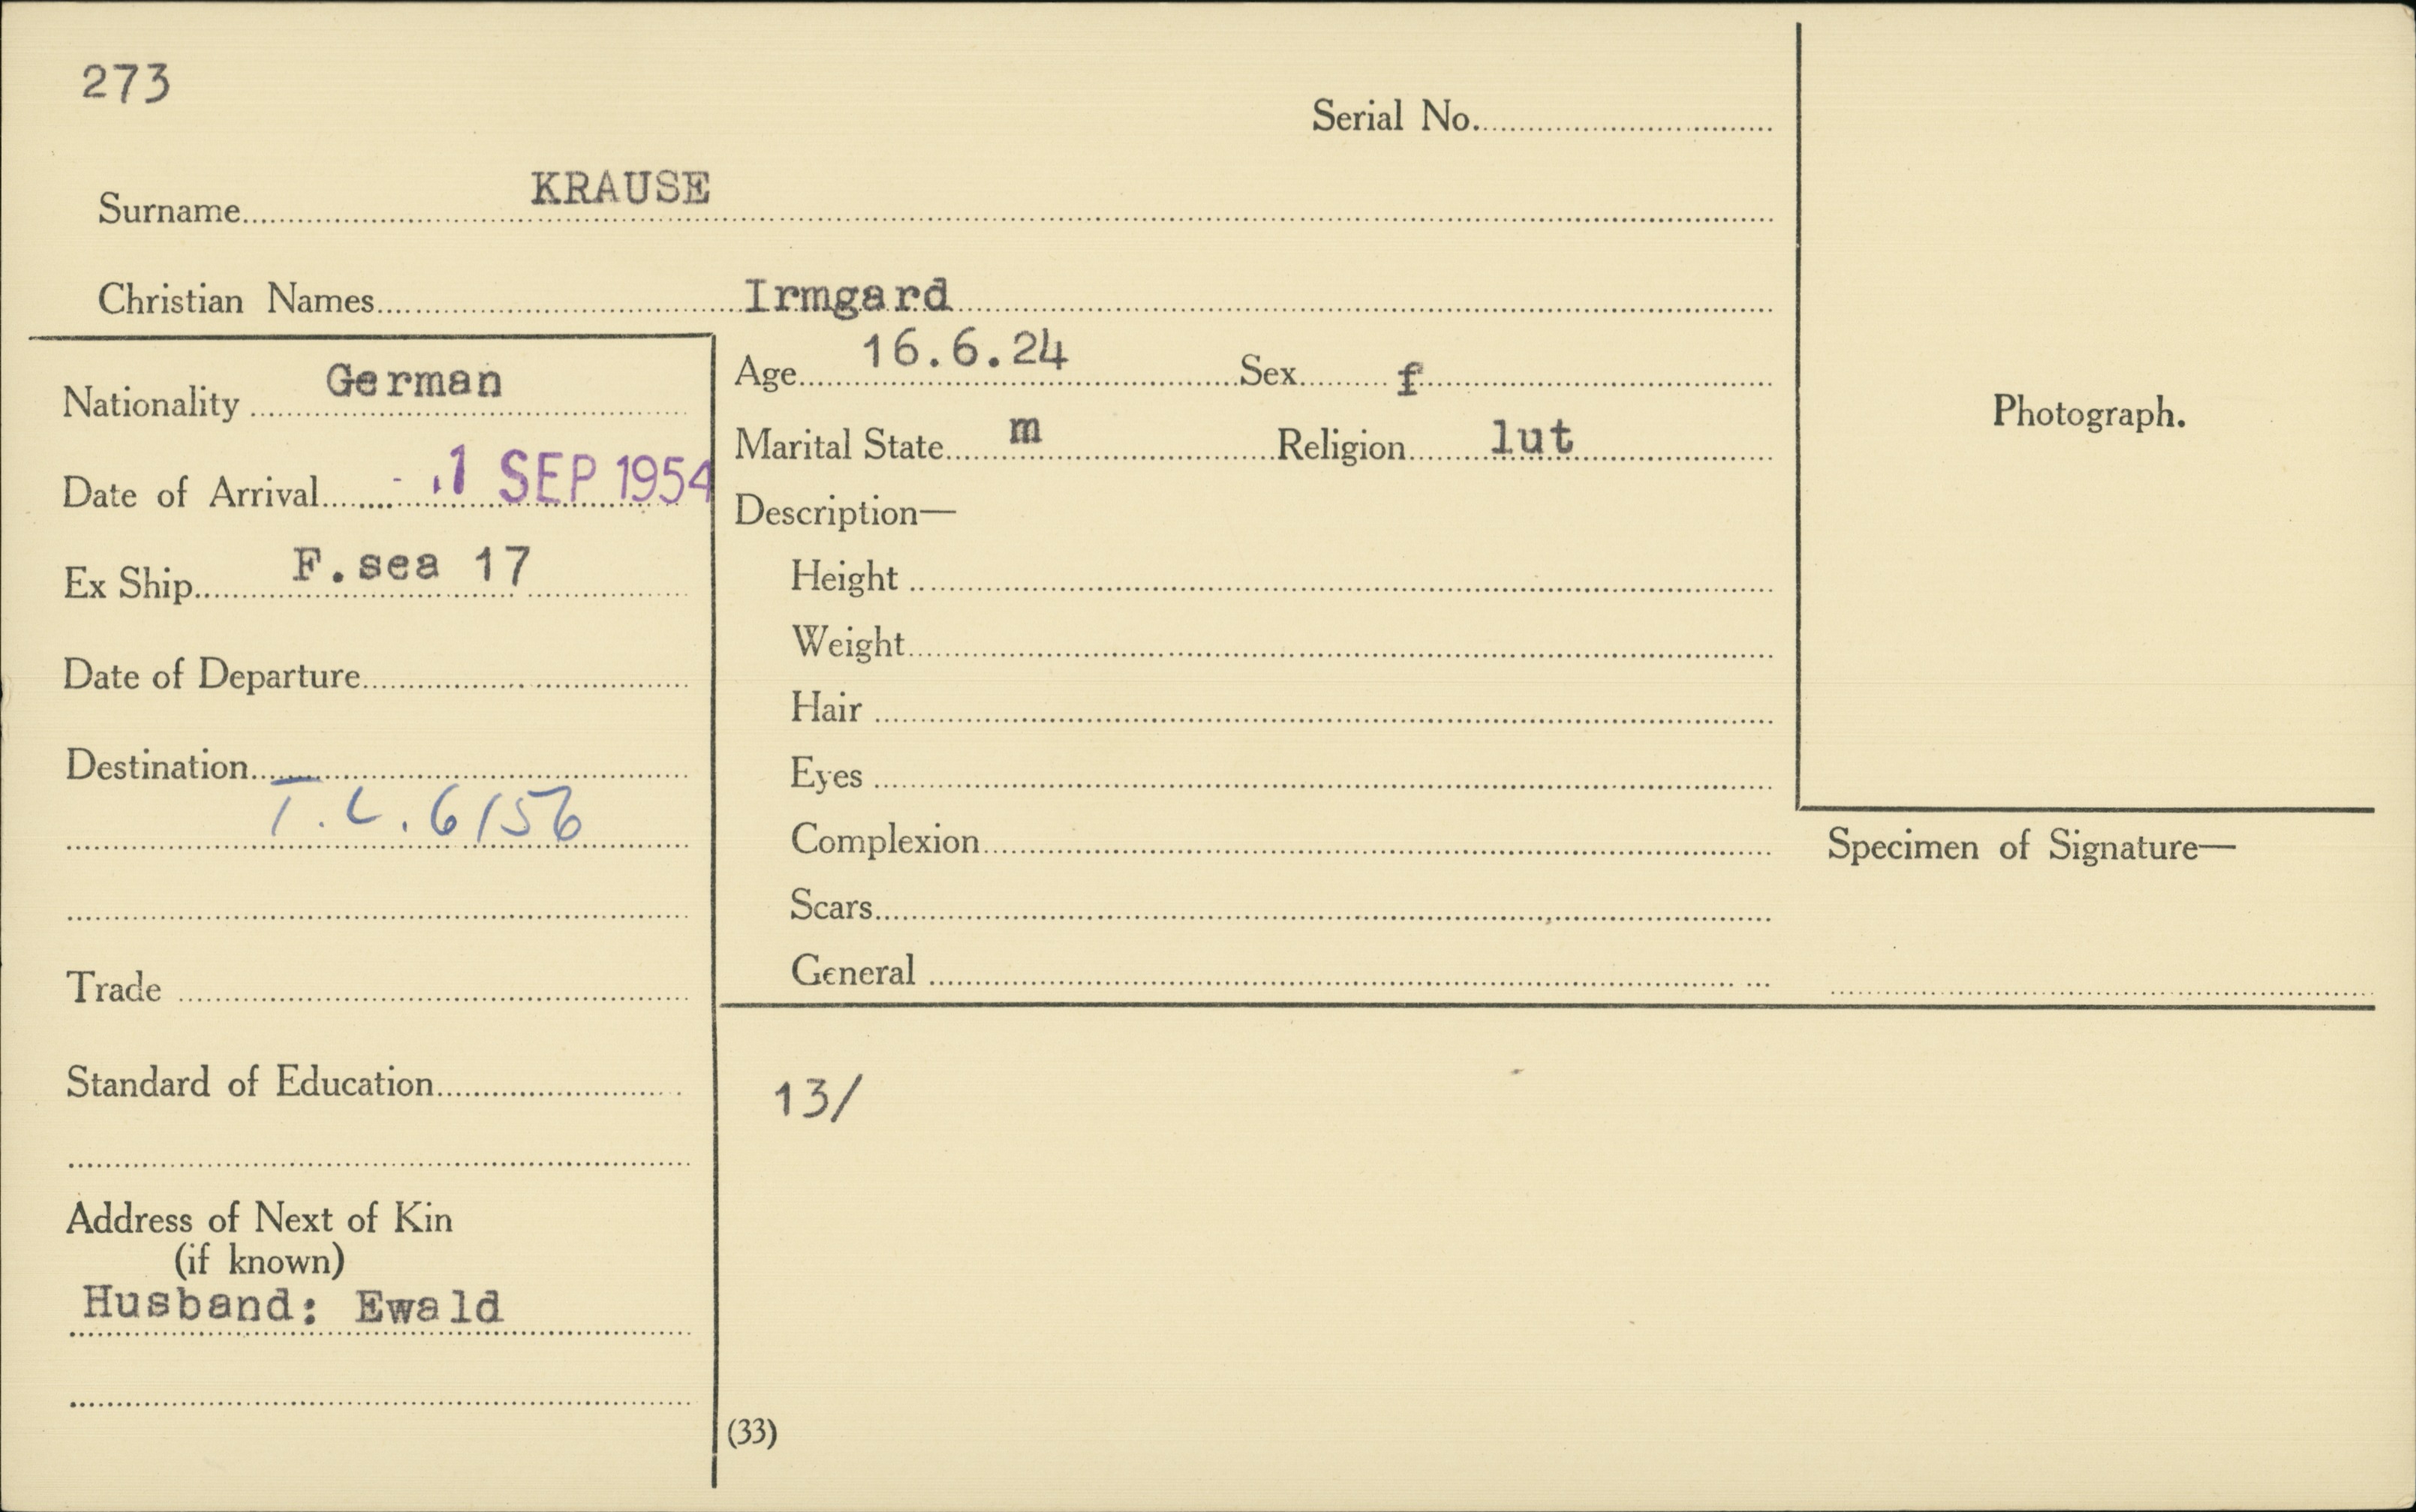 273
Serial No.
Surname KRAUSE
Christian Names Irmgard
Nationality German
Date of Arrival - 1 SEP 1954
Ex Ship F.sea 17
Date of Departure
Destination
T.L. 6156
Trade
Standard of Education
Address of Next of Kin
(if known)
Husband: Ewald
Age 16.6.24 Sex f
Marital State m Religion lut
Description—
Height
Weight
Hair
Eyes
Complexion
Scars
General
13/
(33)
Photograph.
Specimen of Signature—